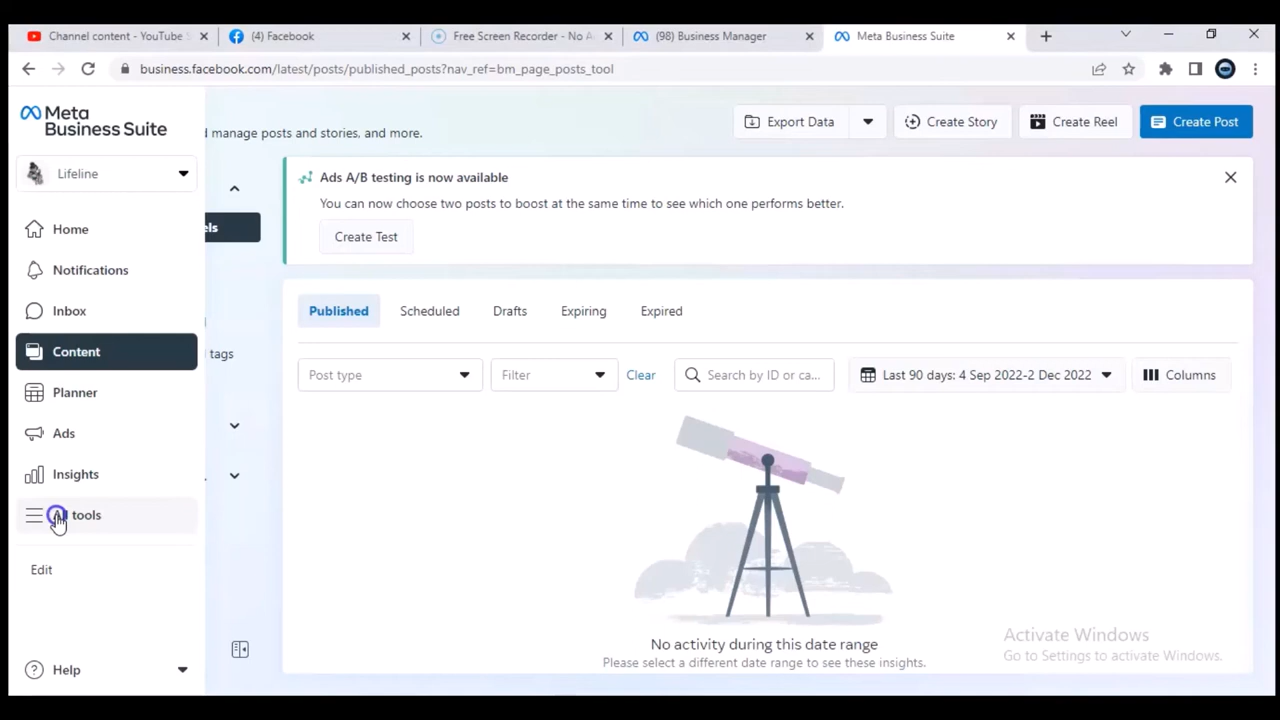 Channel content - YouTube S
(4) Facebook
Free Screen Recorder - No A
(98) Business Manager
Meta Business Suite
business.facebook.com/latest/posts/published_posts?nav_ref=bm_page_posts_tool
Meta
Business Suite
d manage posts and stories, and more.
Export Data
Create Story
Create Reel
Create Post
Lifeline
Ads A/B testing is now available
You can now choose two posts to boost at the same time to see which one performs better.
Create Test
Home
els
Notifications
Inbox
Published
Scheduled
Drafts
Expiring
Expired
Content
tags
Post type
Filter
Clear
Search by ID or ca...
Last 90 days: 4 Sep 2022-2 Dec 2022
Columns
Planner
Ads
Insights
All tools
Edit
No activity during this date range
Please select a different date range to see these insights.
Activate Windows
Go to Settings to activate Windows.
Help